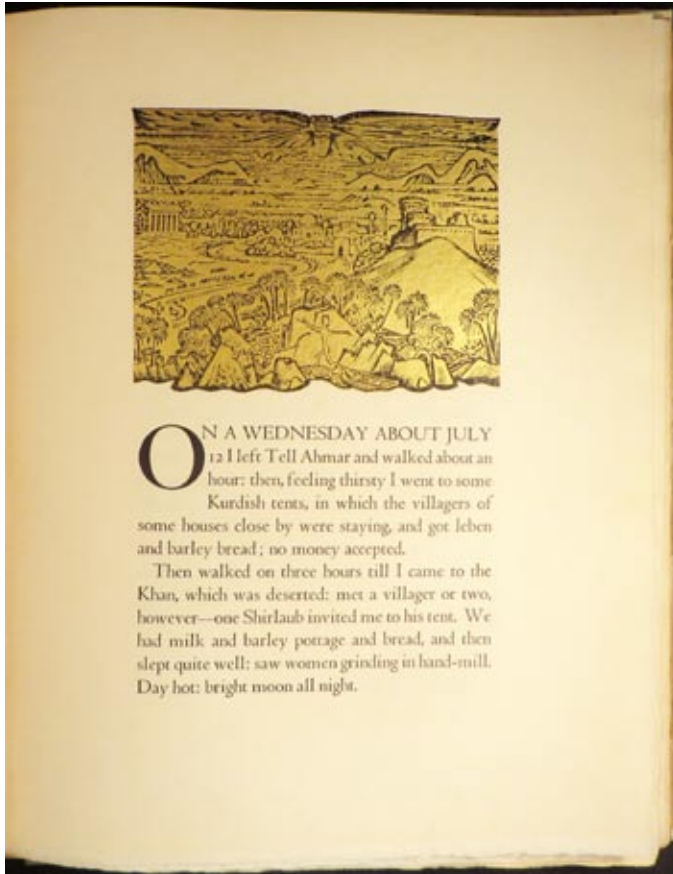 ON A WEDNESDAY ABOUT JULY
12 I left Tell Ahmar and walked about an
hour: then, feeling thirsty I went to some
Kurdish tents, in which the villagers of
some houses close by were staying, and got leben
and barley bread; no money accepted.
Then walked on three hours till I came to the
Khan, which was deserted: met a villager or two,
however—one Shirlaub invited me to his tent. We
had milk and barley pottage and bread, and then
slept quite well: saw women grinding in hand-mill.
Day hot: bright moon all night.